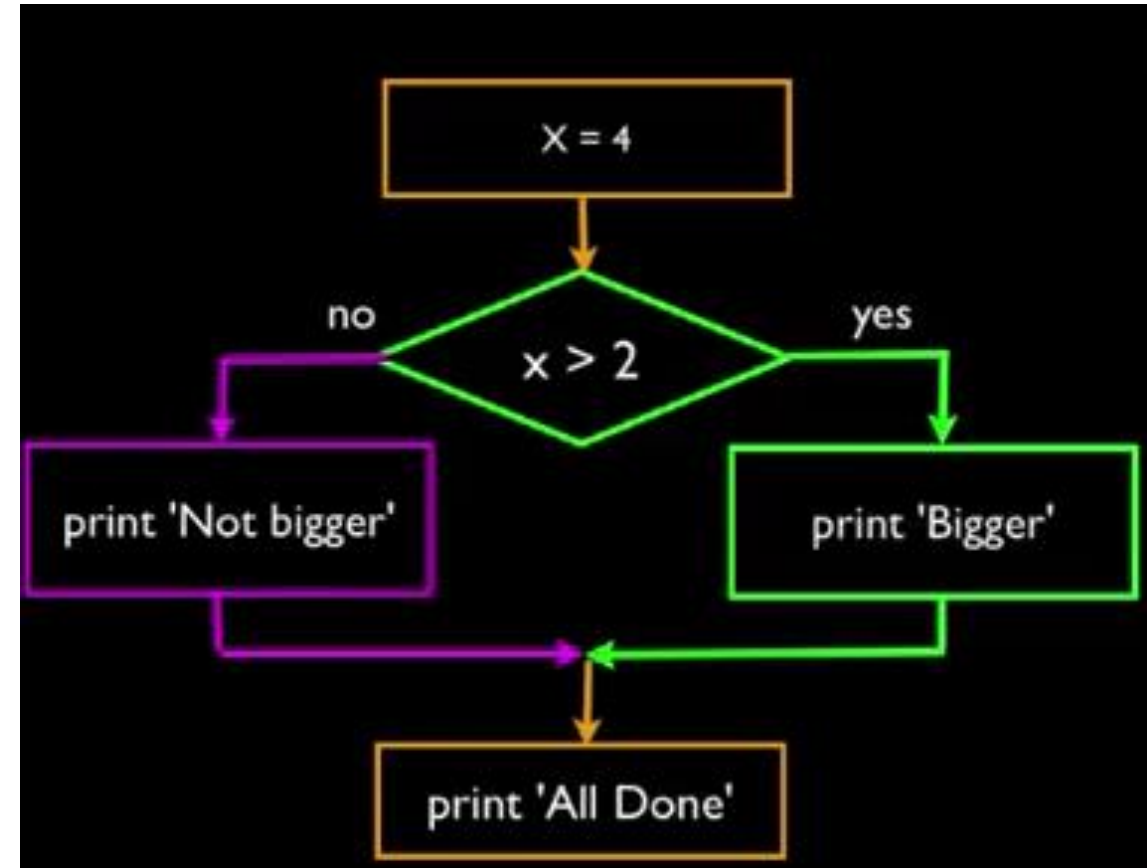 X = 4
no
yes
x > 2
print 'Not bigger'
print 'Bigger'
print 'All Done'